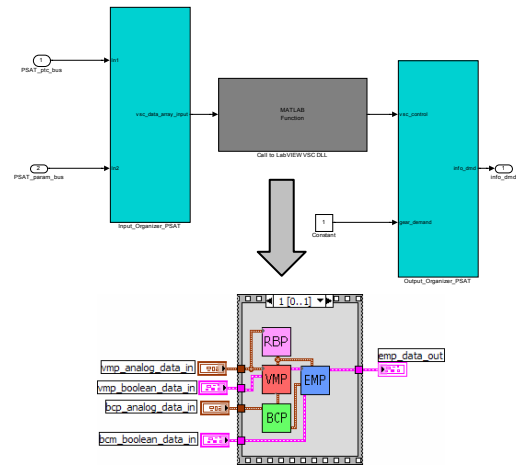 1
PSAT_ptc_bus
In1
vsc_data_array_input
2
PSAT_param_bus
In2
Input_Organizer_PSAT
MATLAB
Function
Call to LabVIEW VSC DLL
vsc_control
info_dmd
1
info_dmd
1
Constant
gear_demand
Output_Organizer_PSAT
1 [0..1]
RBP
vmp_analog_data_in
VMP
EMP
emp_data_out
vmp_boolean_data_in
bcp_analog_data_in
BCP
bcm_boolean_data_in